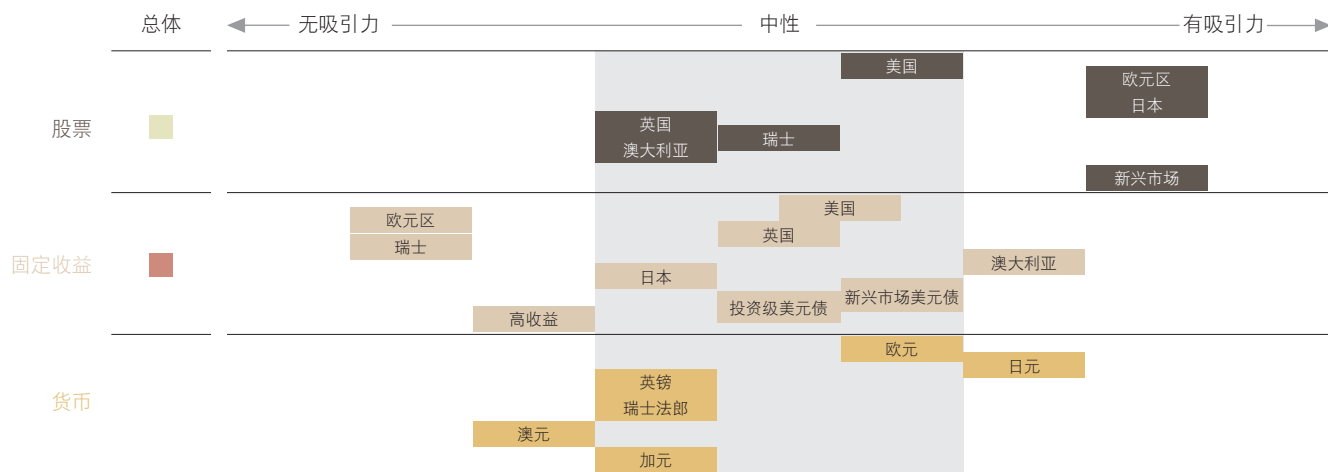 总体
无吸引力
中性
有吸引力
股票
美国
欧元区
日本
英国
澳大利亚
瑞士
新兴市场
固定收益
美国
欧元区
英国
瑞士
澳大利亚
日本
新兴市场美元债
投资级美元债
高收益
货币
欧元
日元
英镑
瑞士法郎
澳元
加元